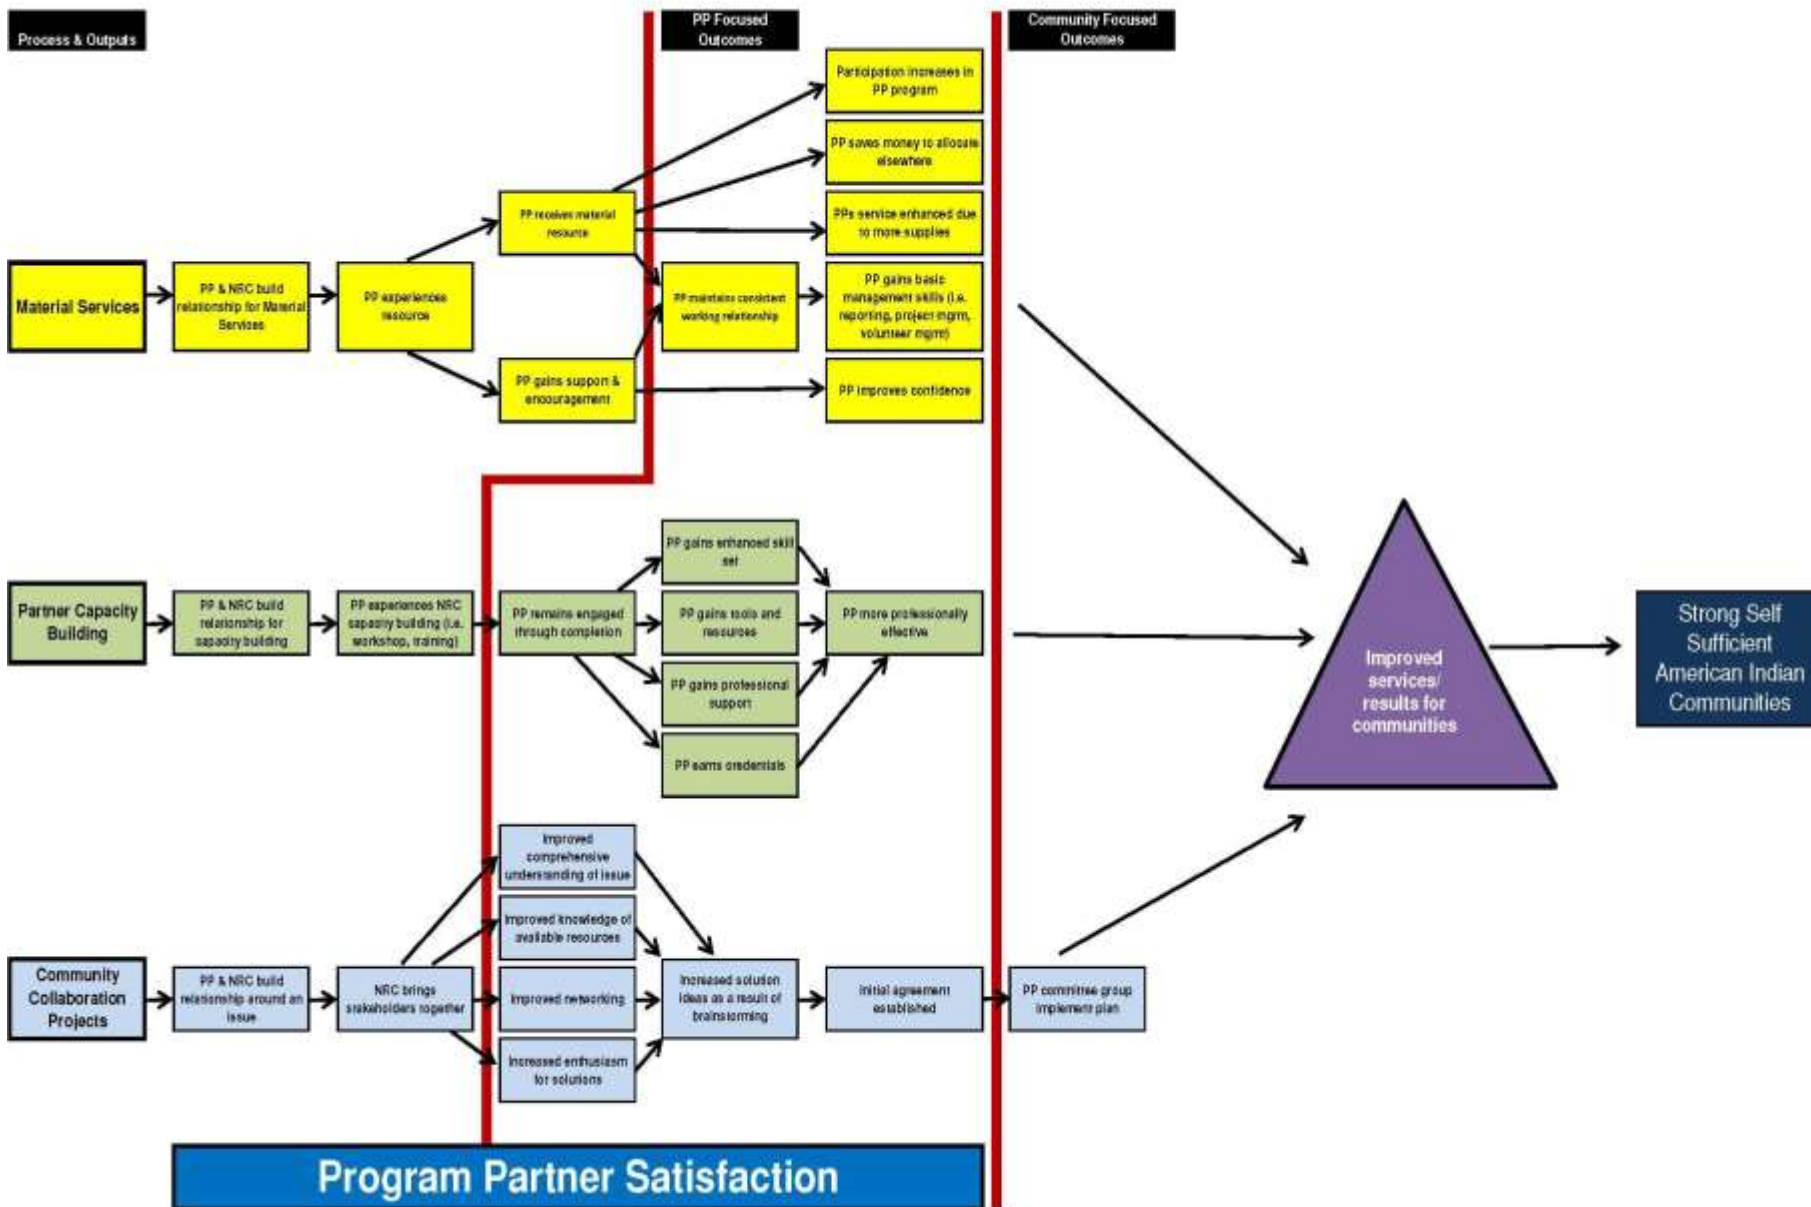 Process & Outputs
PP Focused
Outcomes
Community Focused
Outcomes
Participation increases in
PP program
PP saves money to allocate
elsewhere
PP receives material
resource
PPs service enhanced due
to more supplies
Material Services
PP & NRC build
relationship for Material
Services
PP experiences
resource
PP maintains consistent
working relationship
PP gains basic
management skills (i.e.
reporting, project mgmt,
volunteer mgmt)
PP gains support &
encouragement
PP improves confidence
PP gains enhanced skill
set
Partner Capacity
Building
PP & NRC build
relationship for
capacity building
PP experiences NRC
capacity building (i.e.
workshop, training)
PP remains engaged
through completion
PP gains tools and
resources
PP more professionally
effective
PP gains professional
support
PP earns credentials
Improved
services/
results for
communities
Strong Self
Sufficient
American Indian
Communities
Improved
comprehensive
understanding of issue
Improved knowledge of
available resources
Community
Collaboration
Projects
PP & NRC build
relationship around an
issue
NRC brings
stakeholders together
Improved networking
Increased solution
ideas as a result of
brainstorming
Initial agreement
established
PP committee group
implement plan
Increased enthusiasm
for solutions
Program Partner Satisfaction